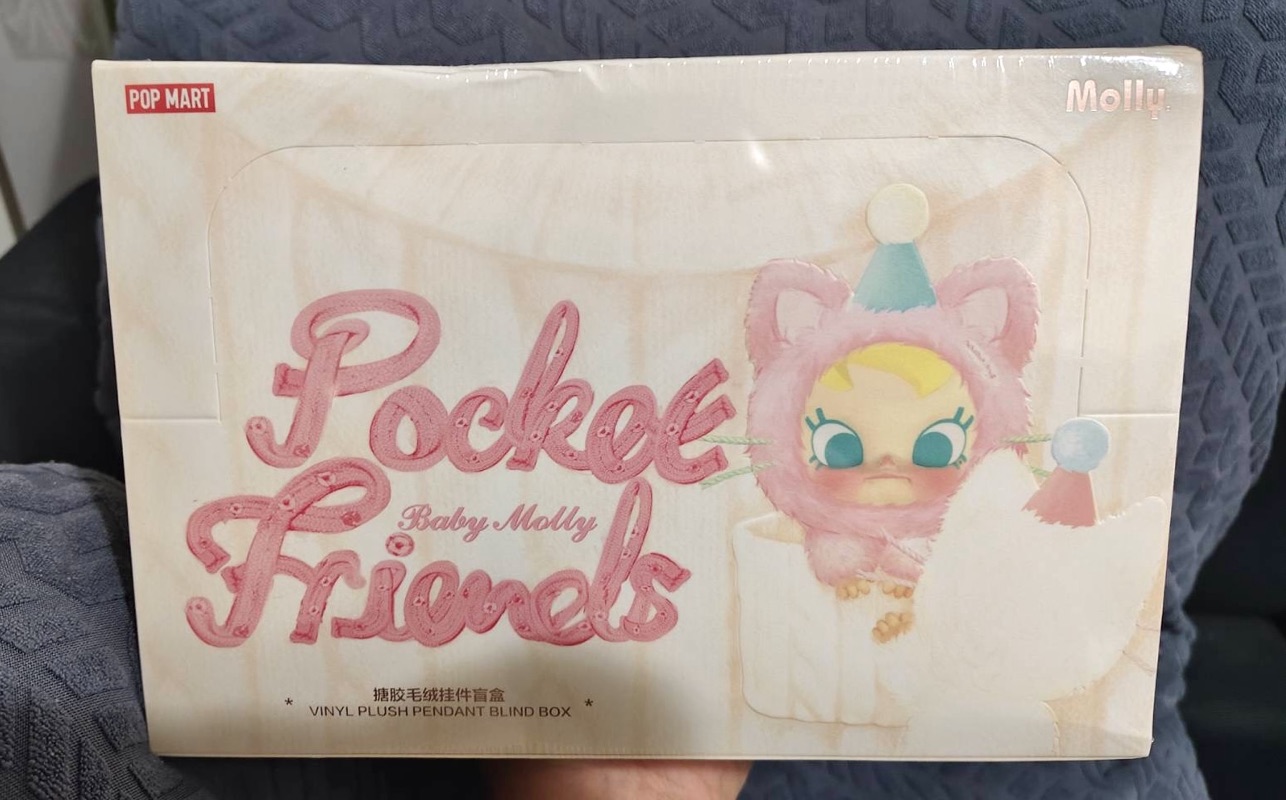 POP MART
Molly
Pocket
Friends
Baby Molly
搪胶毛绒挂件盲盒
* VINYL PLUSH PENDANT BLIND BOX *